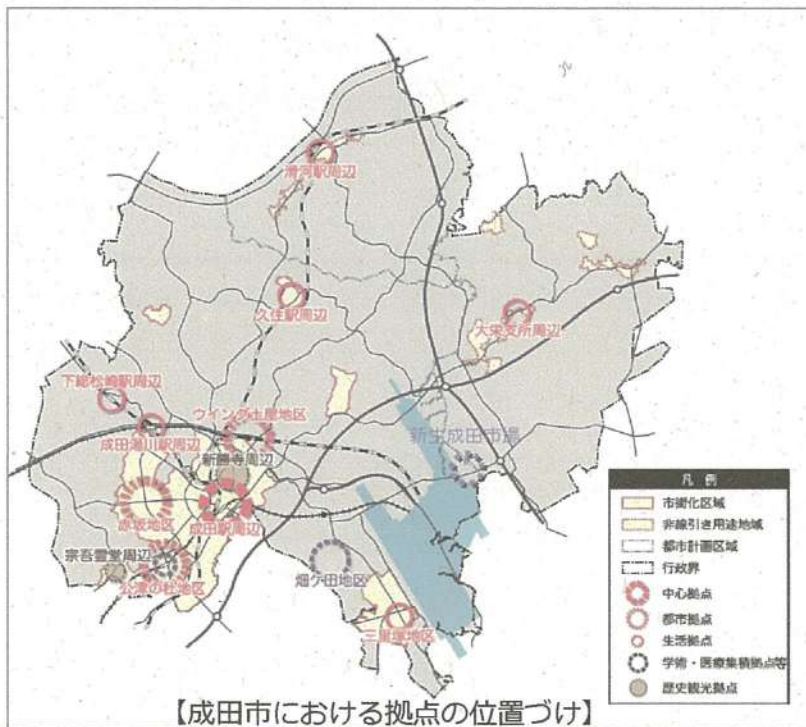 滑河駅周辺
久住駅周辺
大栄支所周辺
下総松崎駅周辺
ウイング土屋地区
成田湯川駅周辺
新勝寺周辺
新生成田市場
赤坂地区
成田駅周辺
宗吾霊堂周辺
公津の杜地区
畑ケ田地区
三里塚地区
凡例
市街化区域
非線引き用途地域
都市計画区域
行政界
中心拠点
都市拠点
生活拠点
学術・医療集積拠点等
歴史観光拠点
【成田市における拠点の位置づけ】